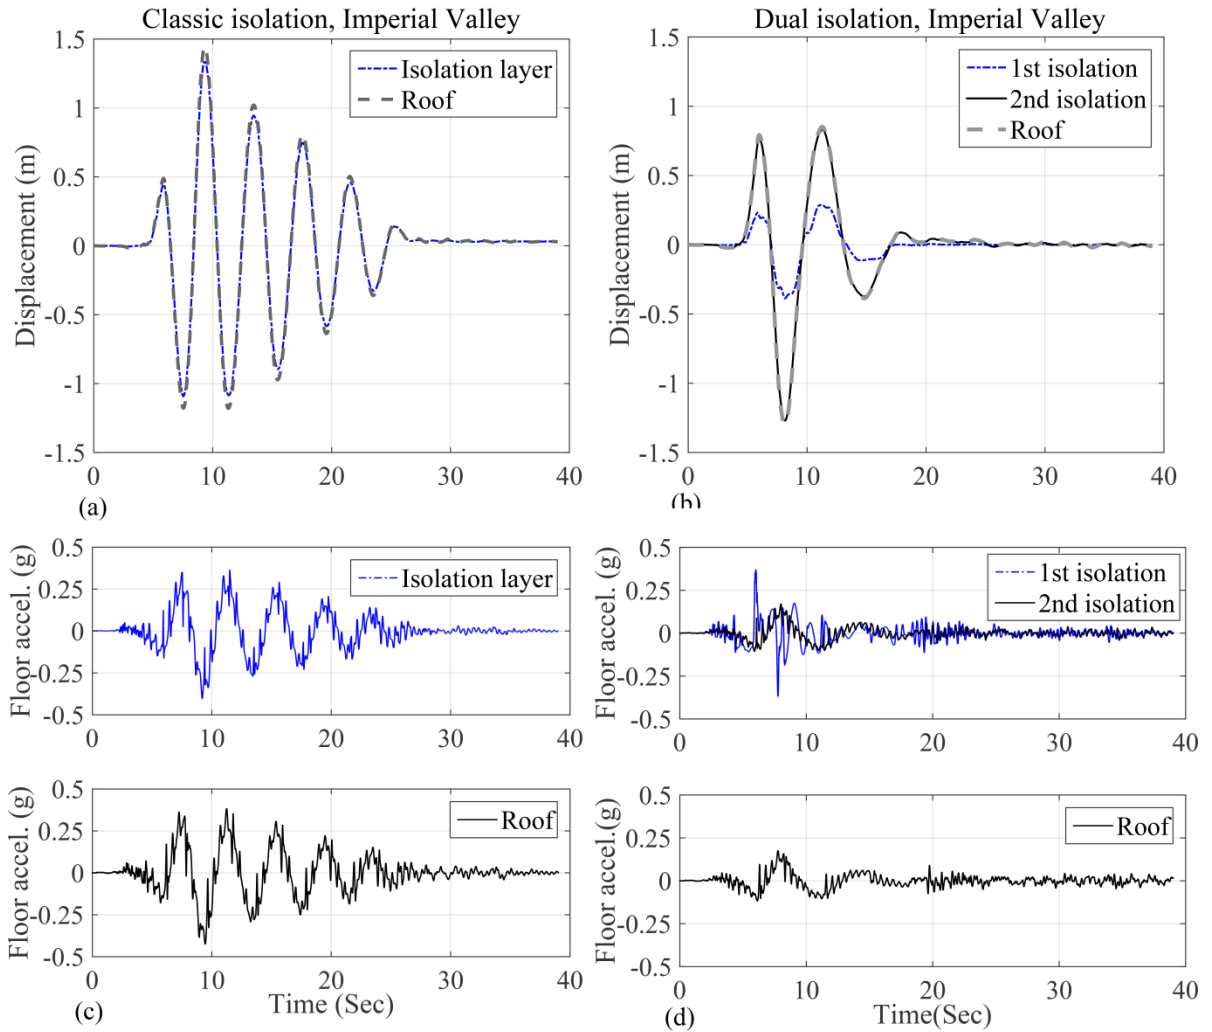 Classic isolation, Imperial Valley
1.5
1
0.5
0
-0.5
-1
-1.5
Displacement (m)
Isolation layer
Roof
0
10
20
30
40
(a)
Dual isolation, Imperial Valley
1.5
1
0.5
0
-0.5
-1
-1.5
Displacement (m)
1st isolation
2nd isolation
Roof
0
10
20
30
40
(b)
0.5
0.25
0
-0.25
-0.5
Floor accel. (g)
Isolation layer
0
10
20
30
40
0.5
0.25
0
-0.25
-0.5
Floor accel. (g)
Roof
0
10
20
30
40
Time (Sec)
(c)
0.5
0.25
0
-0.25
-0.5
Floor accel. (g)
1st isolation
2nd isolation
0
10
20
30
40
0.5
0.25
0
-0.25
-0.5
Floor accel.(g)
Roof
0
10
20
30
40
Time(Sec)
(d)